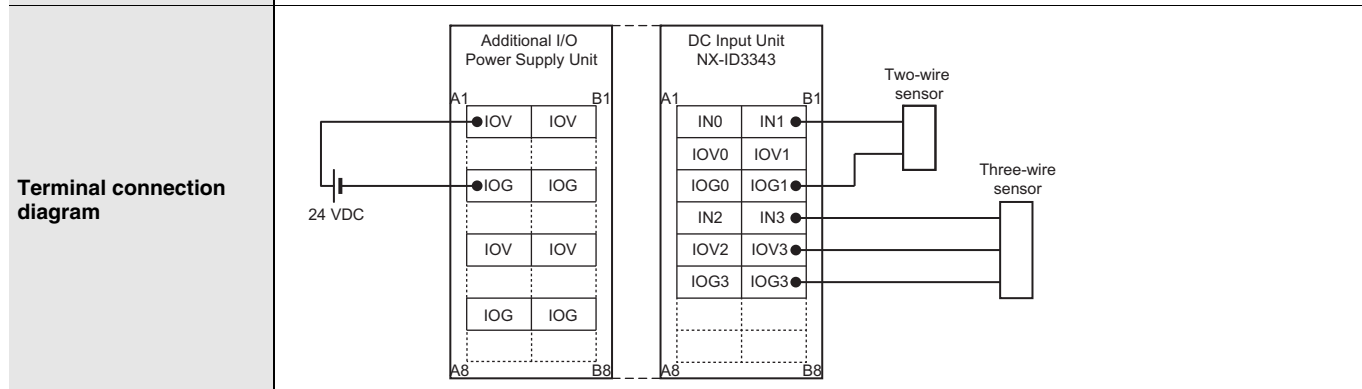 Terminal connection
diagram
Additional I/O
Power Supply Unit
A1 B1
IOV IOV
IOG IOG
IOV IOV
IOG IOG
A8 B8
24 VDC
DC Input Unit
NX-ID3343
A1 B1
IN0 IN1
IOV0 IOV1
IOG0 IOG1
IN2 IN3
IOV2 IOV3
IOG3 IOG3
A8 B8
Two-wire
sensor
Three-wire
sensor